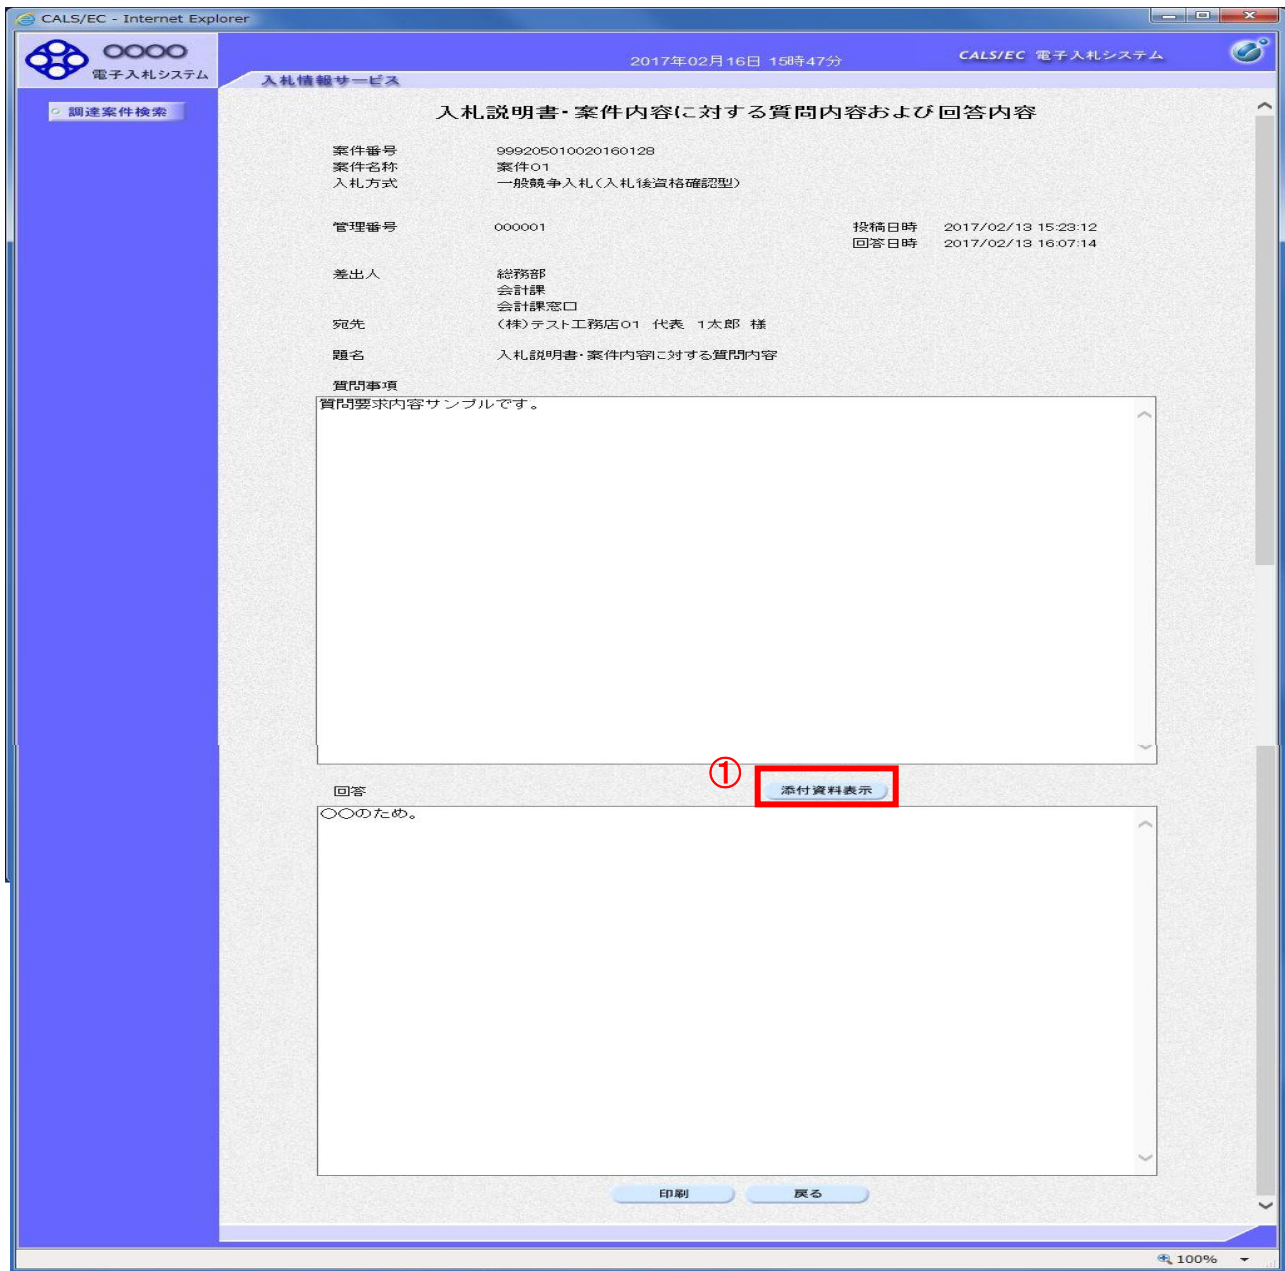 CALS/EC - Internet Explorer
○○○○
電子入札システム
2017年02月16日 15時47分
CALS/EC 電子入札システム
入札情報サービス
調達案件検索
入札説明書・案件内容に対する質問内容および回答内容
案件番号 999205010020160128
案件名称 案件01
入札方式 一般競争入札(入札後資格確認型)
管理番号 000001 投稿日時 2017/02/13 15:23:12
回答日時 2017/02/13 16:07:14
差出人 総務部
会計課
会計課窓口
宛先 (株)テスト工務店01 代表 1太郎 様
題名 入札説明書・案件内容に対する質問内容
質問事項
質問要求内容サンプルです。
①
回答 添付資料表示
○○のため。
印刷 戻る
100%